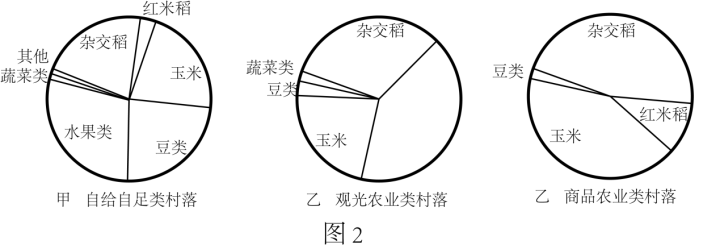 红米稻
杂交稻
其他
蔬菜类
玉米
水果类
豆类
甲 自给自足类村落
杂交稻
蔬菜类
豆类
玉米
乙 观光农业类村落
杂交稻
豆类
红米稻
玉米
乙 商品农业类村落
图2